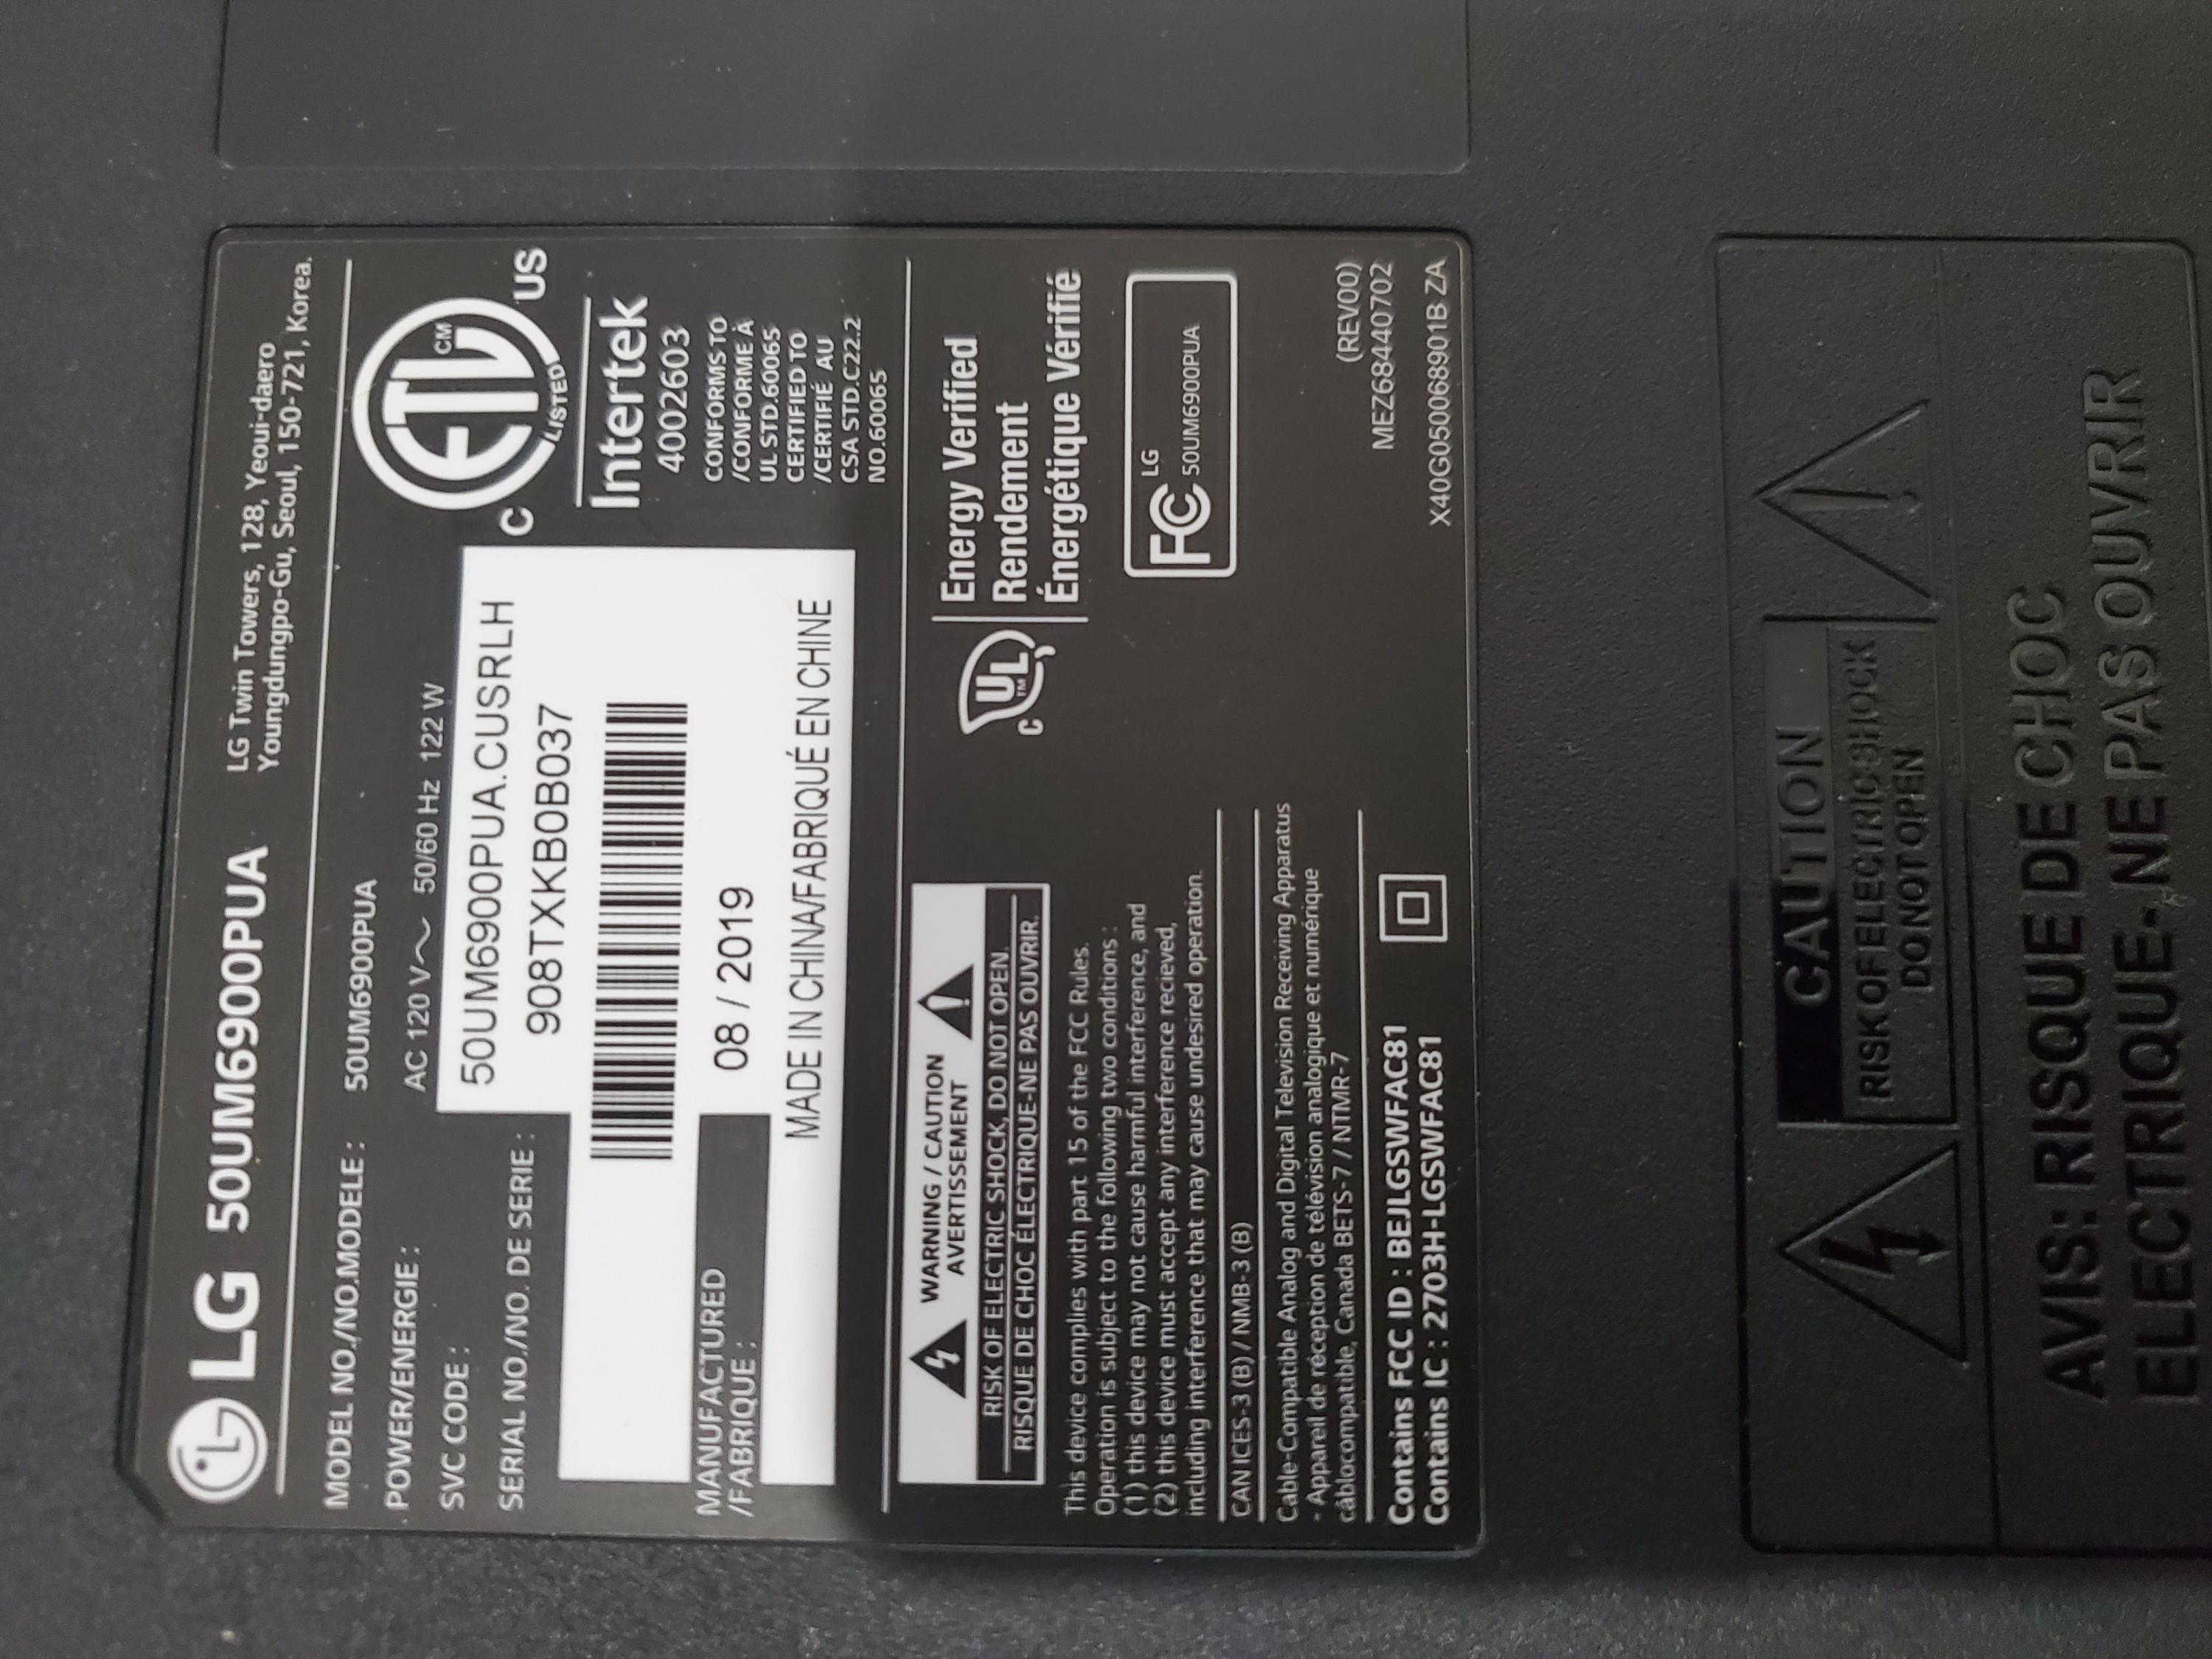 LG 50UM6900PUA
LG Twin Towers, 128, Yeoui-daero
Youngdungpo-Gu, Seoul, 150-721, Korea.
MODEL NO./NO.MODELE : 50UM6900PUA
POWER/ENERGIE : AC 120 V~ 50/60 Hz 122 W
SVC CODE : 50UM6900PUA.CUSRLH
SERIAL NO./NO. DE SERIE : 908TXKB0B037
MANUFACTURED
/FABRIQUE :
08 / 2019
MADE IN CHINA/FABRIQUÉ EN CHINE
C ETL CM US
LISTED
Intertek
4002603
CONFORMS TO
/CONFORME À
UL STD.60065
CERTIFIED TO
/CERTIFIÉ AU
CSA STD.C22.2
NO.60065
WARNING / CAUTION
AVERTISSEMENT
RISK OF ELECTRIC SHOCK, DO NOT OPEN.
RISQUE DE CHOC ÉLECTRIQUE-NE PAS OUVRIR.
This device complies with part 15 of the FCC Rules.
Operation is subject to the following two conditions :
(1) this device may not cause harmful interference, and
(2) this device must accept any interference recieved,
including interference that may cause undesired operation.
CAN ICES-3 (B) / NMB-3 (B)
Cable-Compatible Analog and Digital Television Receiving Apparatus
- Appareil de réception de télévision analogique et numérique
câblocompatible, Canada BETS-7 / NTMR-7
Contains FCC ID : BEJLGSWFAC81
Contains IC : 2703H-LGSWFAC81
C UL TM
Energy Verified
Rendement
Énergétique Vérifié
FC LG
50UM6900PUA
(REV00)
MEZ68440702
X40G050068901B ZA
CAUTION
RISK OF ELECTRIC SHOCK
DO NOT OPEN
AVIS: RISQUE DE CHOC
ELECTRIQUE- NE PAS OUVRIR